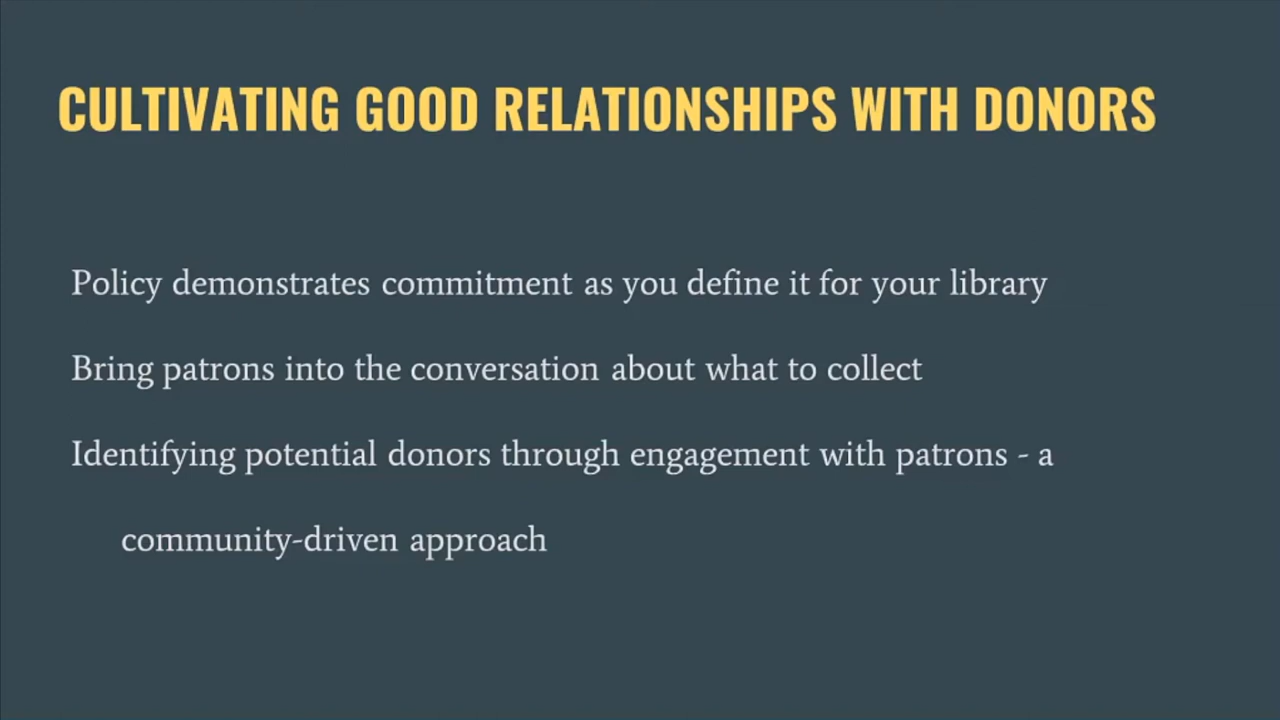 CULTIVATING GOOD RELATIONSHIPS WITH DONORS
Policy demonstrates commitment as you define it for your library
Bring patrons into the conversation about what to collect
Identifying potential donors through engagement with patrons - a
community-driven approach